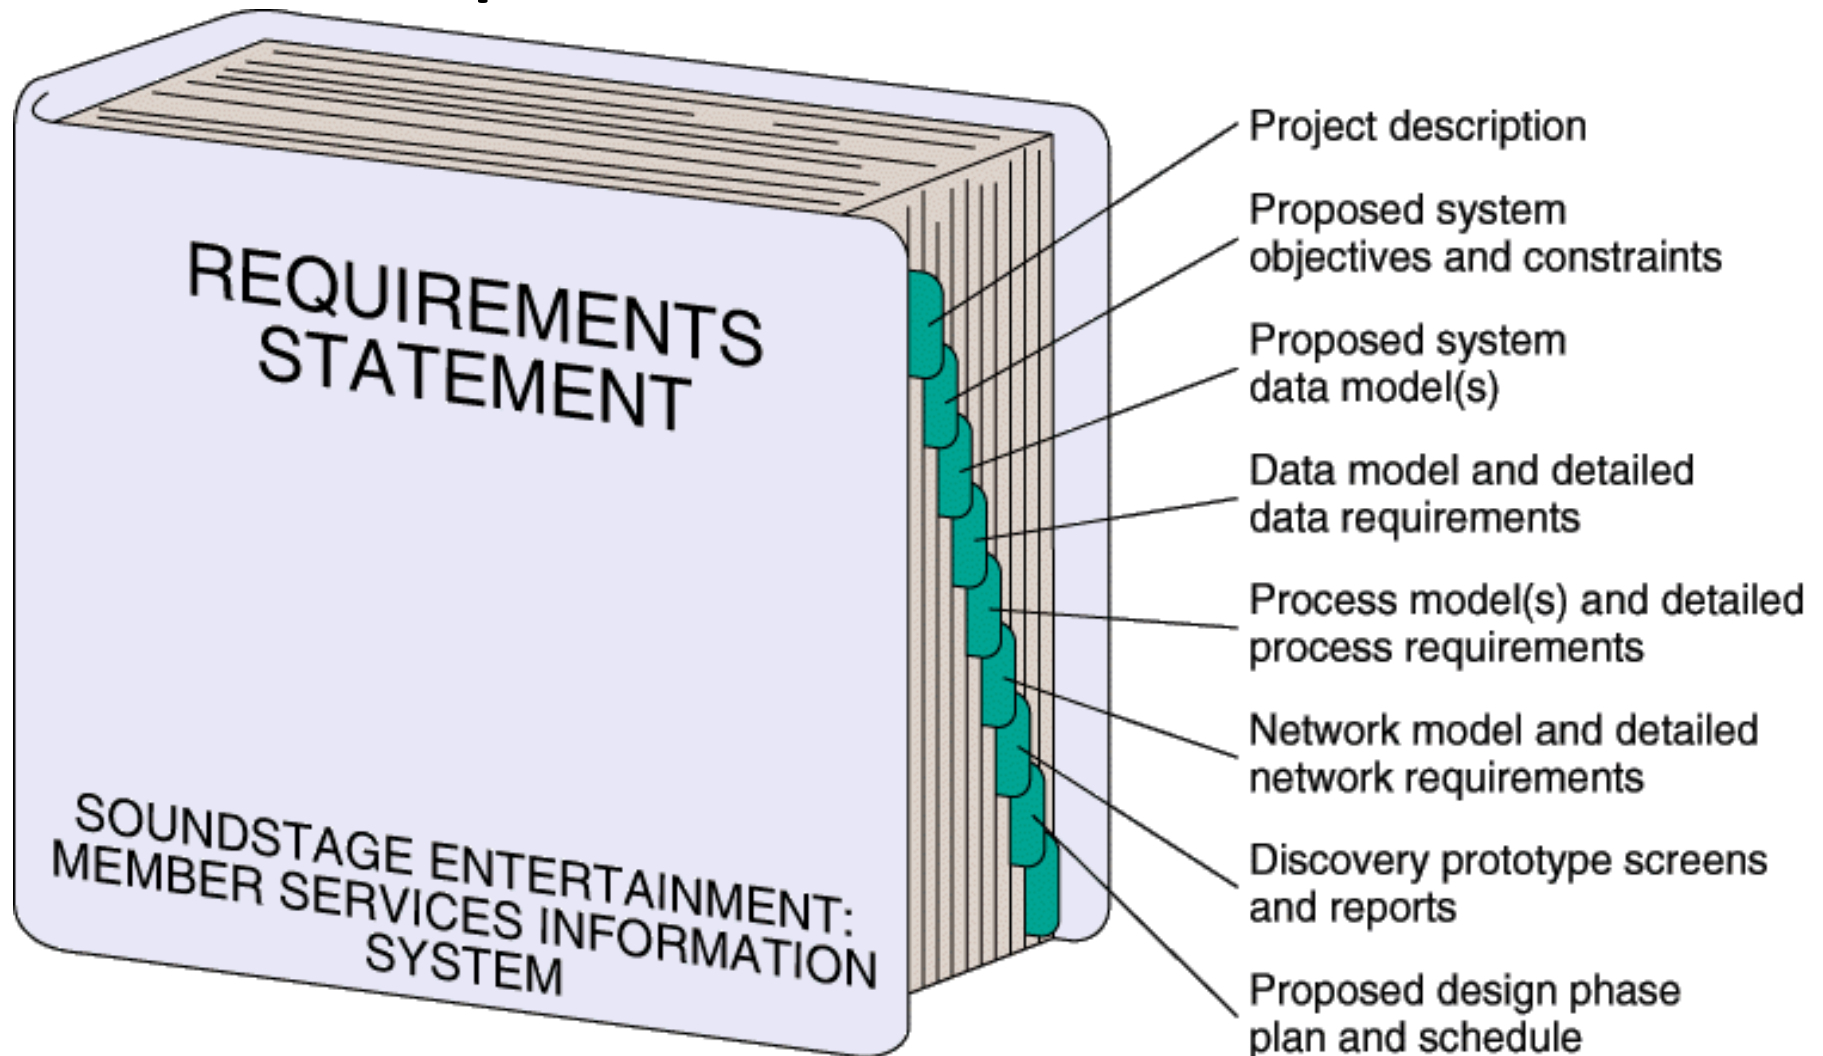 REQUIREMENTS
STATEMENT
SOUNDSTAGE ENTERTAINMENT:
MEMBER SERVICES INFORMATION
SYSTEM
Project description
Proposed system
objectives and constraints
Proposed system
data model(s)
Data model and detailed
data requirements
Process model(s) and detailed
process requirements
Network model and detailed
network requirements
Discovery prototype screens
and reports
Proposed design phase
plan and schedule